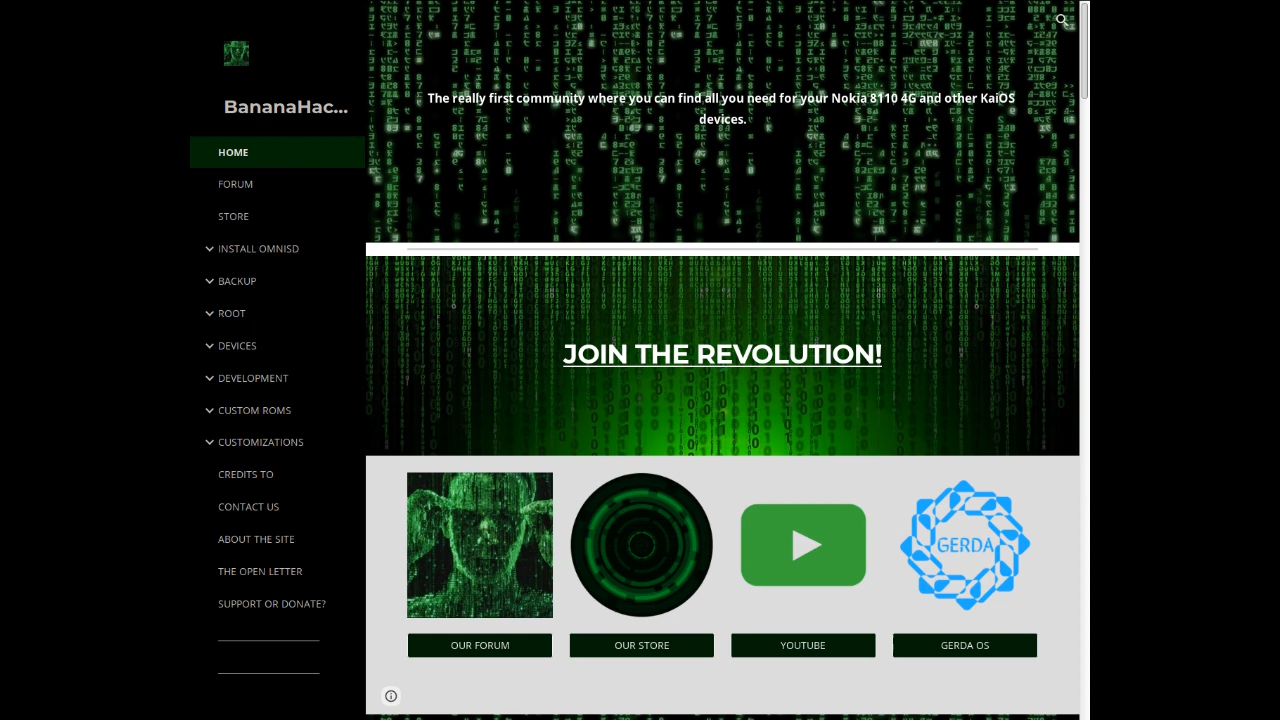 BananaHac...
HOME
FORUM
STORE
INSTALL OMNISD
BACKUP
ROOT
DEVICES
DEVELOPMENT
CUSTOM ROMS
CUSTOMIZATIONS
CREDITS TO
CONTACT US
ABOUT THE SITE
THE OPEN LETTER
SUPPORT OR DONATE?
The really first community where you can find all you need for your Nokia 8110 4G and other KaiOS
devices.
JOIN THE REVOLUTION!
GERDA
OUR FORUM
OUR STORE
YOUTUBE
GERDA OS